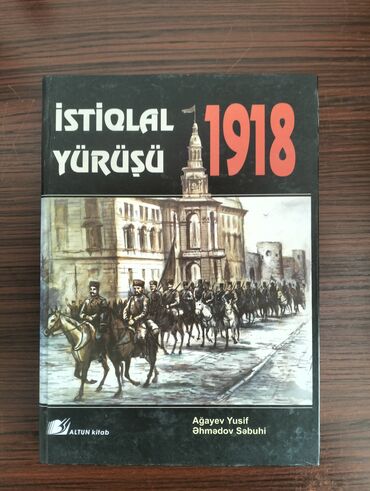 İSTİQLAL
YÜRÜŞÜ
1918
Ağayev Yusif
Əhmədov Səbuhi
ALTUN kitab